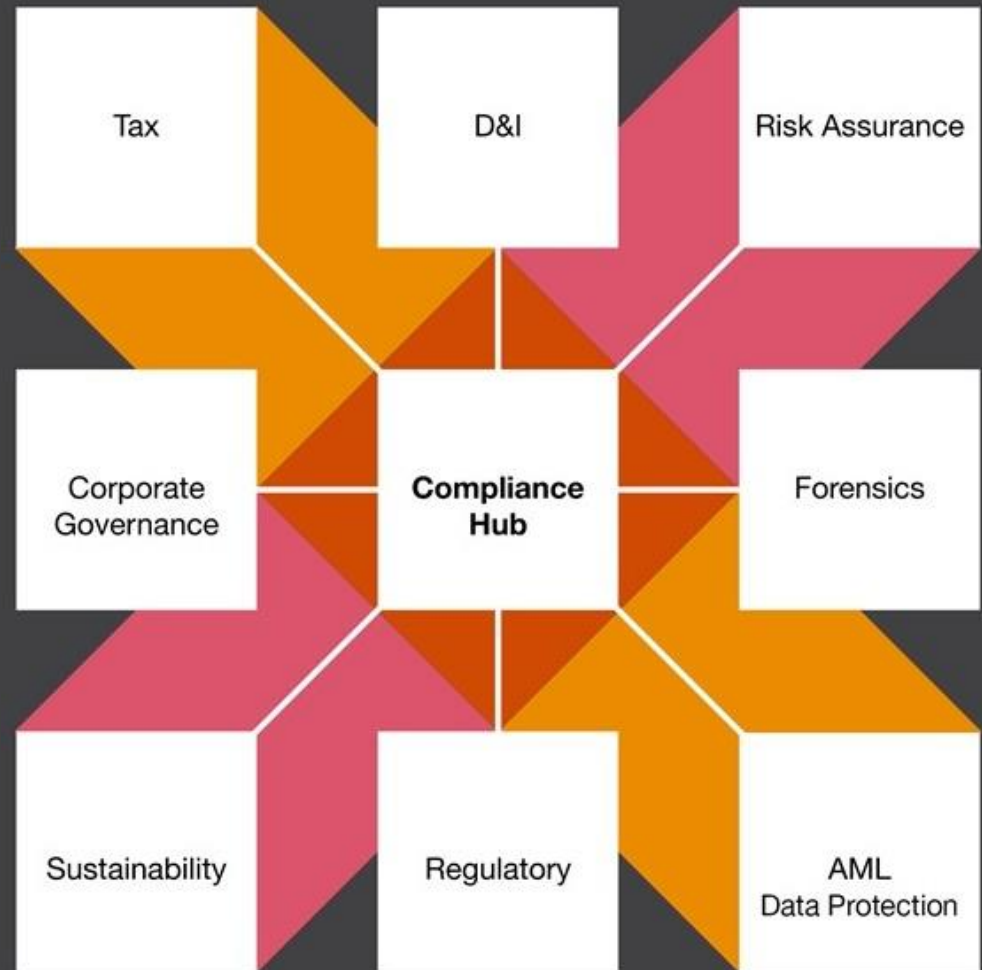 Tax
D&I
Risk Assurance
Corporate
Governance
Compliance
Hub
Forensics
Sustainability
Regulatory
AML
Data Protection